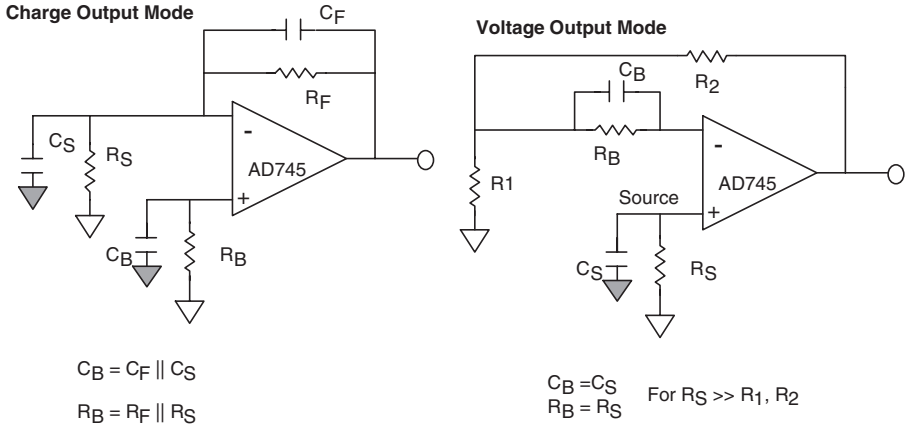 Charge Output Mode
CF
RF
-
CS
RS
AD745
+
CB
RB
CB = CF || CS
RB = RF || RS
Voltage Output Mode
R2
CB
RB
-
R1
AD745
Source
+
CS
RS
CB =CS
RB = RS
For RS >> R1, R2